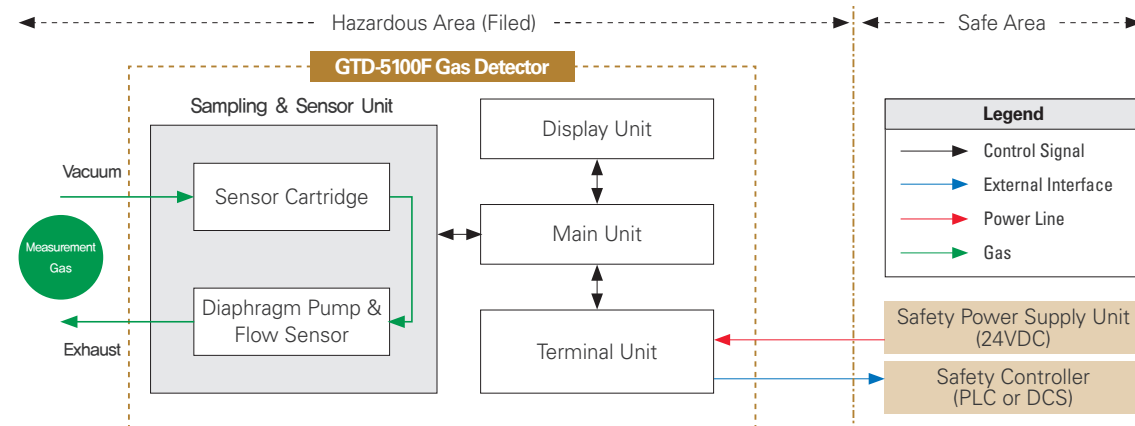 Hazardous Area (Filed)
Safe Area
GTD-5100F Gas Detector
Sampling & Sensor Unit
Vacuum
Measurement
Gas
Exhaust
Sensor Cartridge
Diaphragm Pump &
Flow Sensor
Display Unit
Main Unit
Terminal Unit
Legend
Control Signal
External Interface
Power Line
Gas
Safety Power Supply Unit
(24VDC)
Safety Controller
(PLC or DCS)